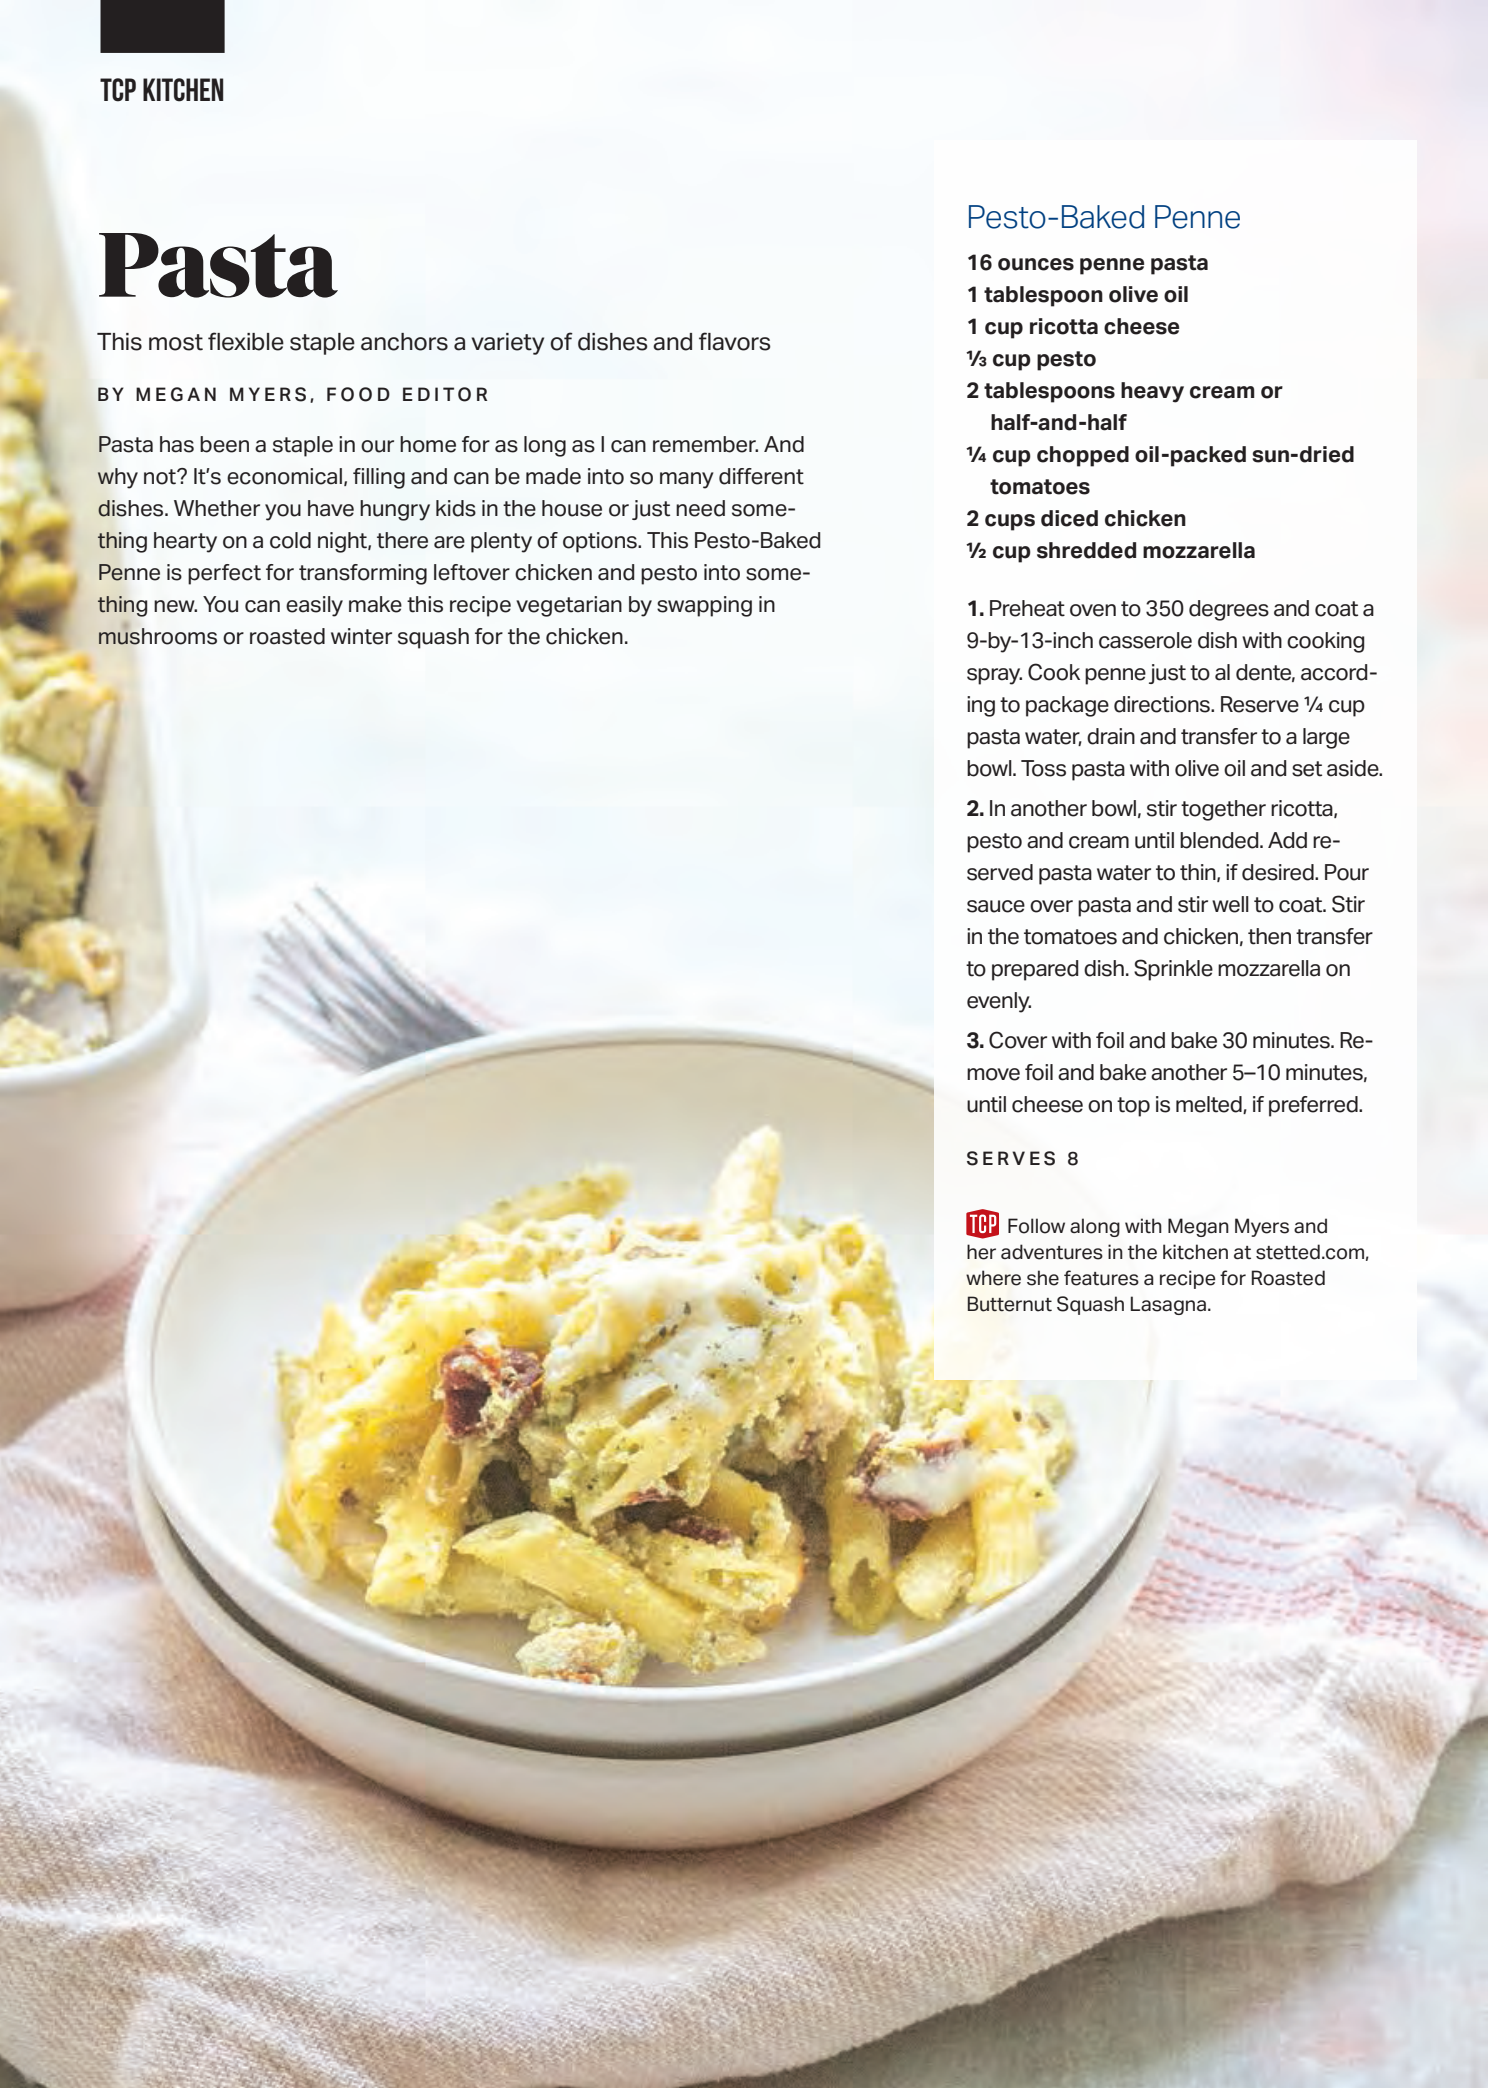 TCP KITCHEN
Pasta
This most flexible staple anchors a variety of dishes and flavors
BY MEGAN MYERS, FOOD EDITOR
Pasta has been a staple in our home for as long as I can remember. And
why not? It's economical, filling and can be made into so many different
dishes. Whether you have hungry kids in the house or just need some-
thing hearty on a cold night, there are plenty of options. This Pesto-Baked
Penne is perfect for transforming leftover chicken and pesto into some-
thing new. You can easily make this recipe vegetarian by swapping in
mushrooms or roasted winter squash for the chicken.
Pesto-Baked Penne
16 ounces penne pasta
1 tablespoon olive oil
1 cup ricotta cheese
⅓ cup pesto
2 tablespoons heavy cream or
half-and-half
¼ cup chopped oil-packed sun-dried
tomatoes
2 cups diced chicken
½ cup shredded mozzarella
1. Preheat oven to 350 degrees and coat a
9-by-13-inch casserole dish with cooking
spray. Cook penne just to al dente, accord-
ing to package directions. Reserve ¼ cup
pasta water, drain and transfer to a large
bowl. Toss pasta with olive oil and set aside.
2. In another bowl, stir together ricotta,
pesto and cream until blended. Add re-
served pasta water to thin, if desired. Pour
sauce over pasta and stir well to coat. Stir
in the tomatoes and chicken, then transfer
to prepared dish. Sprinkle mozzarella on
evenly.
3. Cover with foil and bake 30 minutes. Re-
move foil and bake another 5–10 minutes,
until cheese on top is melted, if preferred.
SERVES 8
TCP Follow along with Megan Myers and
her adventures in the kitchen at stetted.com,
where she features a recipe for Roasted
Butternut Squash Lasagna.